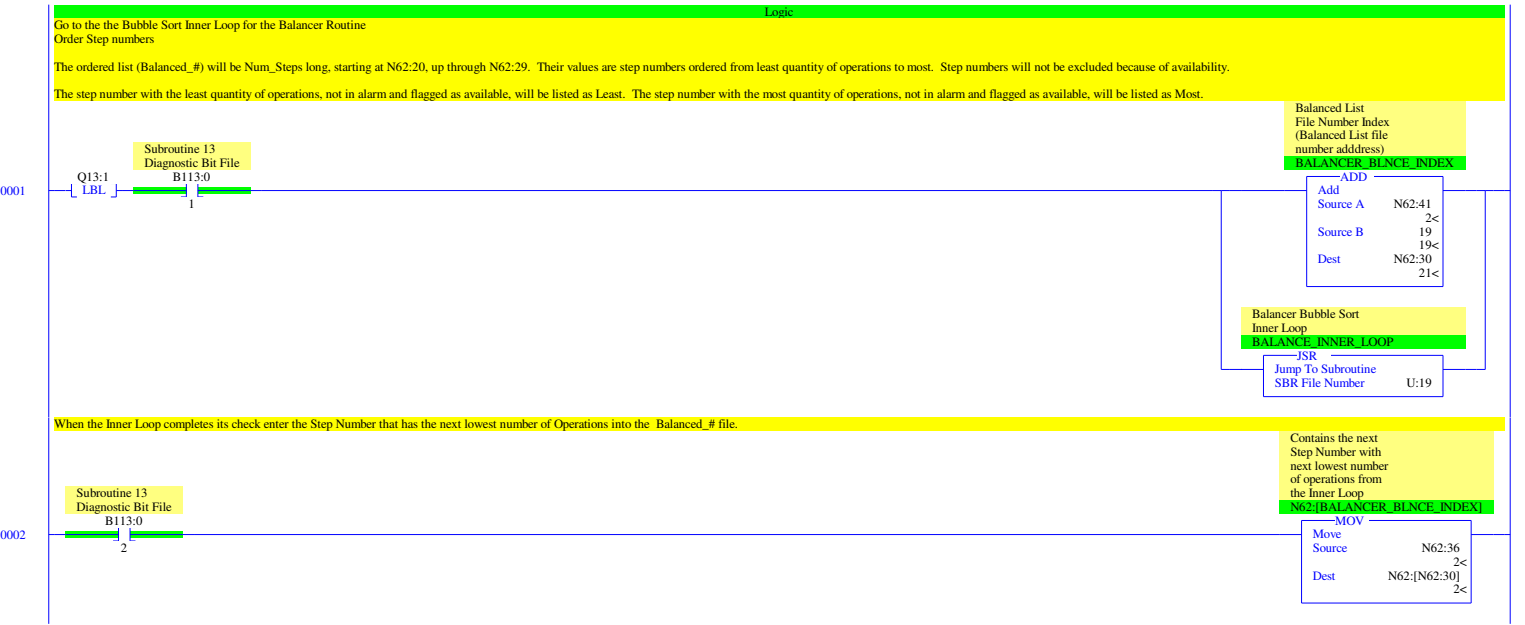 Logic
Go to the the Bubble Sort Inner Loop for the Balancer Routine
Order Step numbers
The ordered list (Balanced_#) will be Num_Steps long, starting at N62:20, up through N62:29.  Their values are step numbers ordered from least quantity of operations to most.  Step numbers will not be excluded because of availability.
The step number with the least quantity of operations, not in alarm and flagged as available, will be listed as Least.  The step number with the most quantity of operations, not in alarm and flagged as available, will be listed as Most.
Balanced List
File Number Index
(Balanced List file
number adddress)
BALANCER_BLNCE_INDEX
Subroutine 13
Diagnostic Bit File
Q13:1
B113:0
0001
LBL
1
ADD
Add
Source A N62:41
2<
Source B 19
19<
Dest N62:30
21<
Balancer Bubble Sort
Inner Loop
BALANCE_INNER_LOOP
JSR
Jump To Subroutine
SBR File Number U:19
When the Inner Loop completes its check enter the Step Number that has the next lowest number of Operations into the  Balanced_# file.
Contains the next
Step Number with
next lowest number
of operations from
the Inner Loop
N62:[BALANCER_BLNCE_INDEX]
Subroutine 13
Diagnostic Bit File
B113:0
0002
2
MOV
Move
Source N62:36
2<
Dest N62:[N62:30]
2<